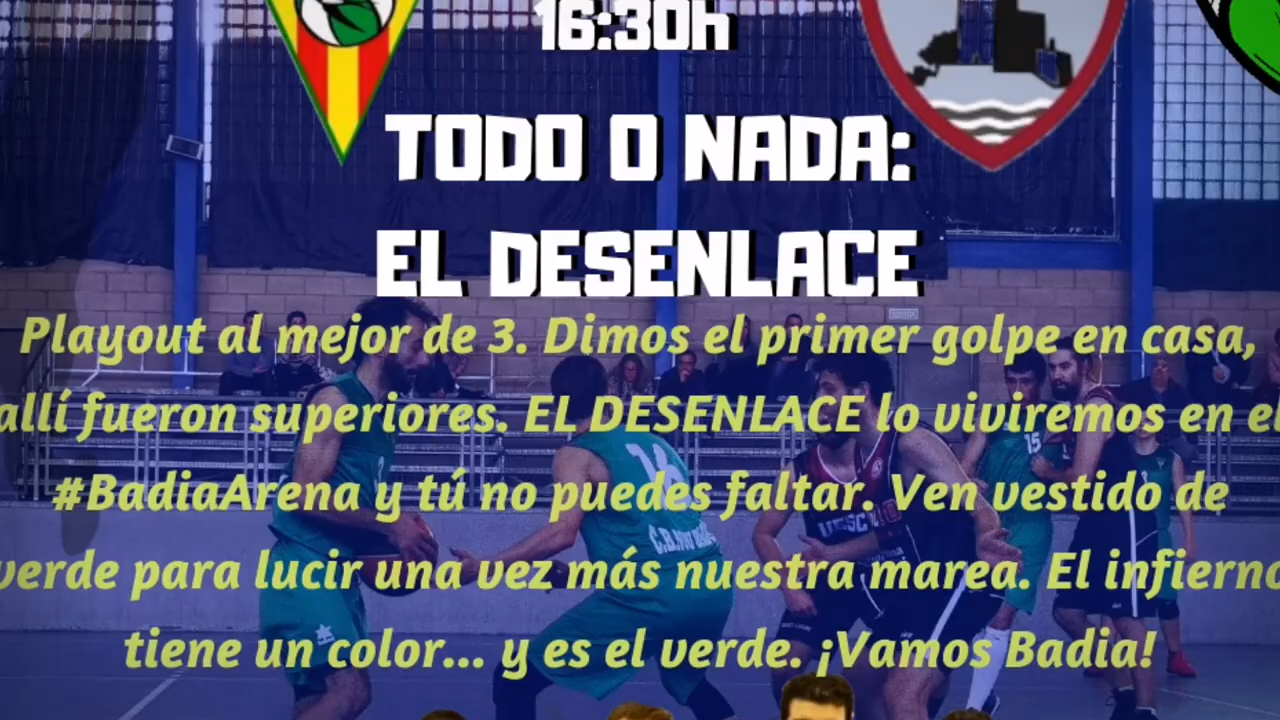 16:30h
TODO O NADA:
EL DESENLACE
Playout al mejor de 3. Dimos el primer golpe en casa,
allí fueron superiores. EL DESENLACE lo viviremos en el
#BadiaArena y tú no puedes faltar. Ven vestido de
verde para lucir una vez más nuestra marea. El infierno
tiene un color... y es el verde. ¡Vamos Badia!
15